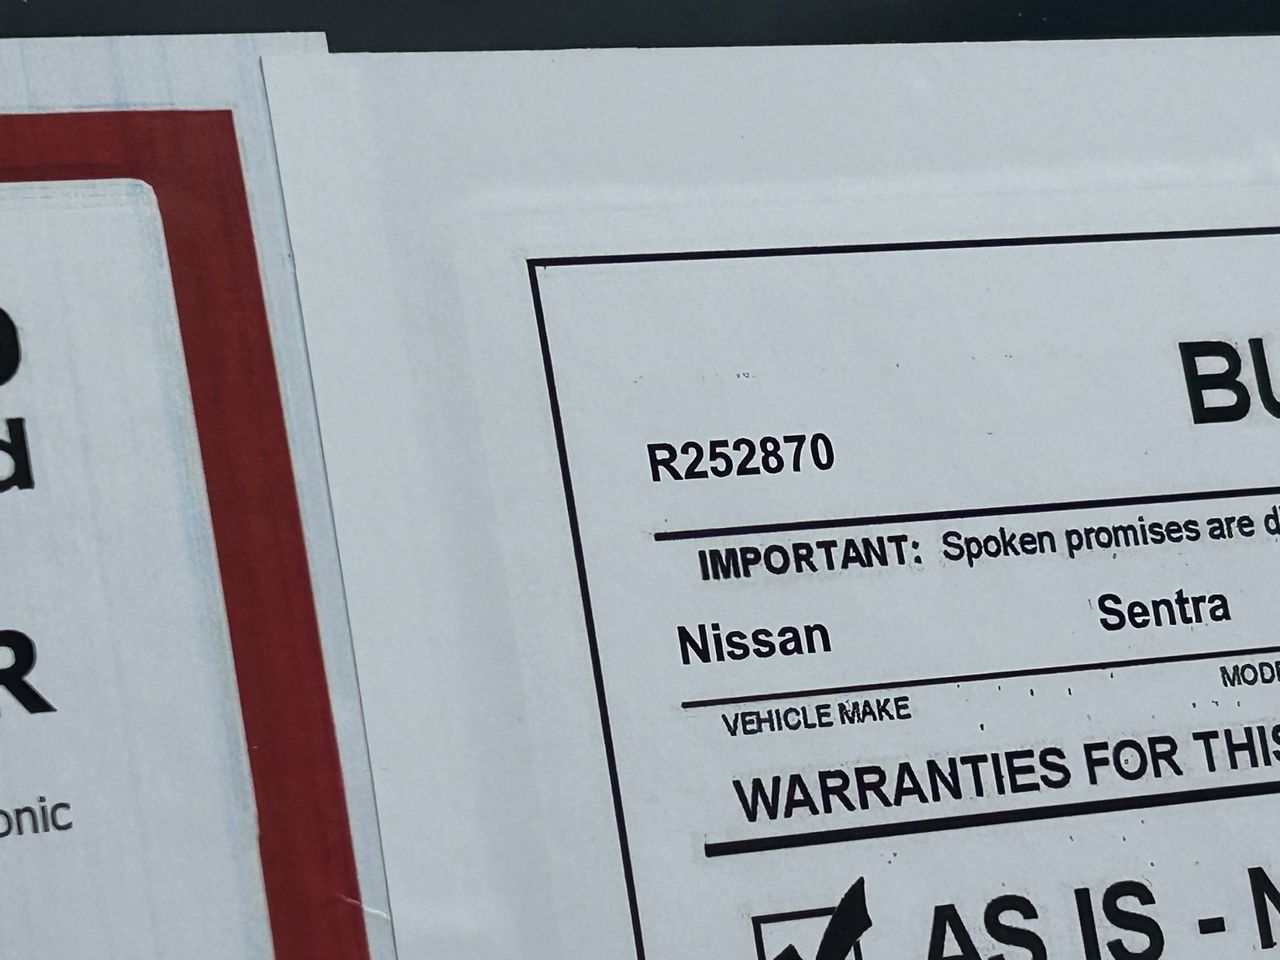 d
R
onic
BU
R252870
IMPORTANT: Spoken promises are d
Nissan Sentra
VEHICLE MAKE MODE
WARRANTIES FOR THIS
AS IS - N